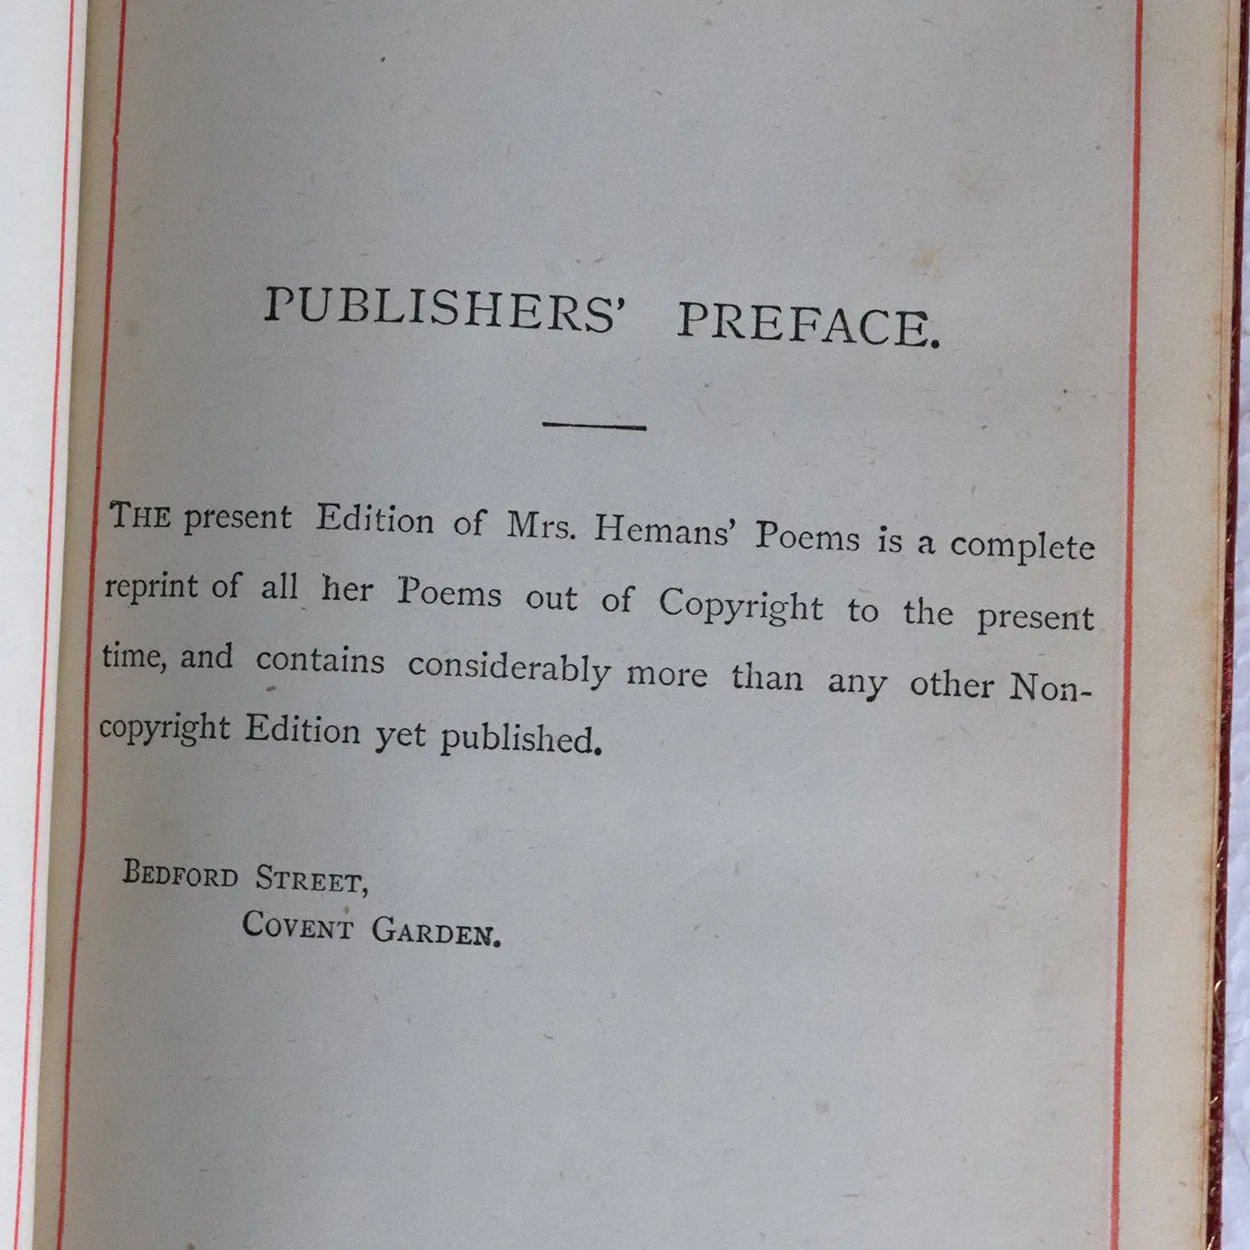 PUBLISHERS’ PREFACE.
THE present Edition of Mrs. Hemans’ Poems is a complete
reprint of all her Poems out of Copyright to the present
time, and contains considerably more than any other Non-
copyright Edition yet published.
BEDFORD STREET,
COVENT GARDEN.